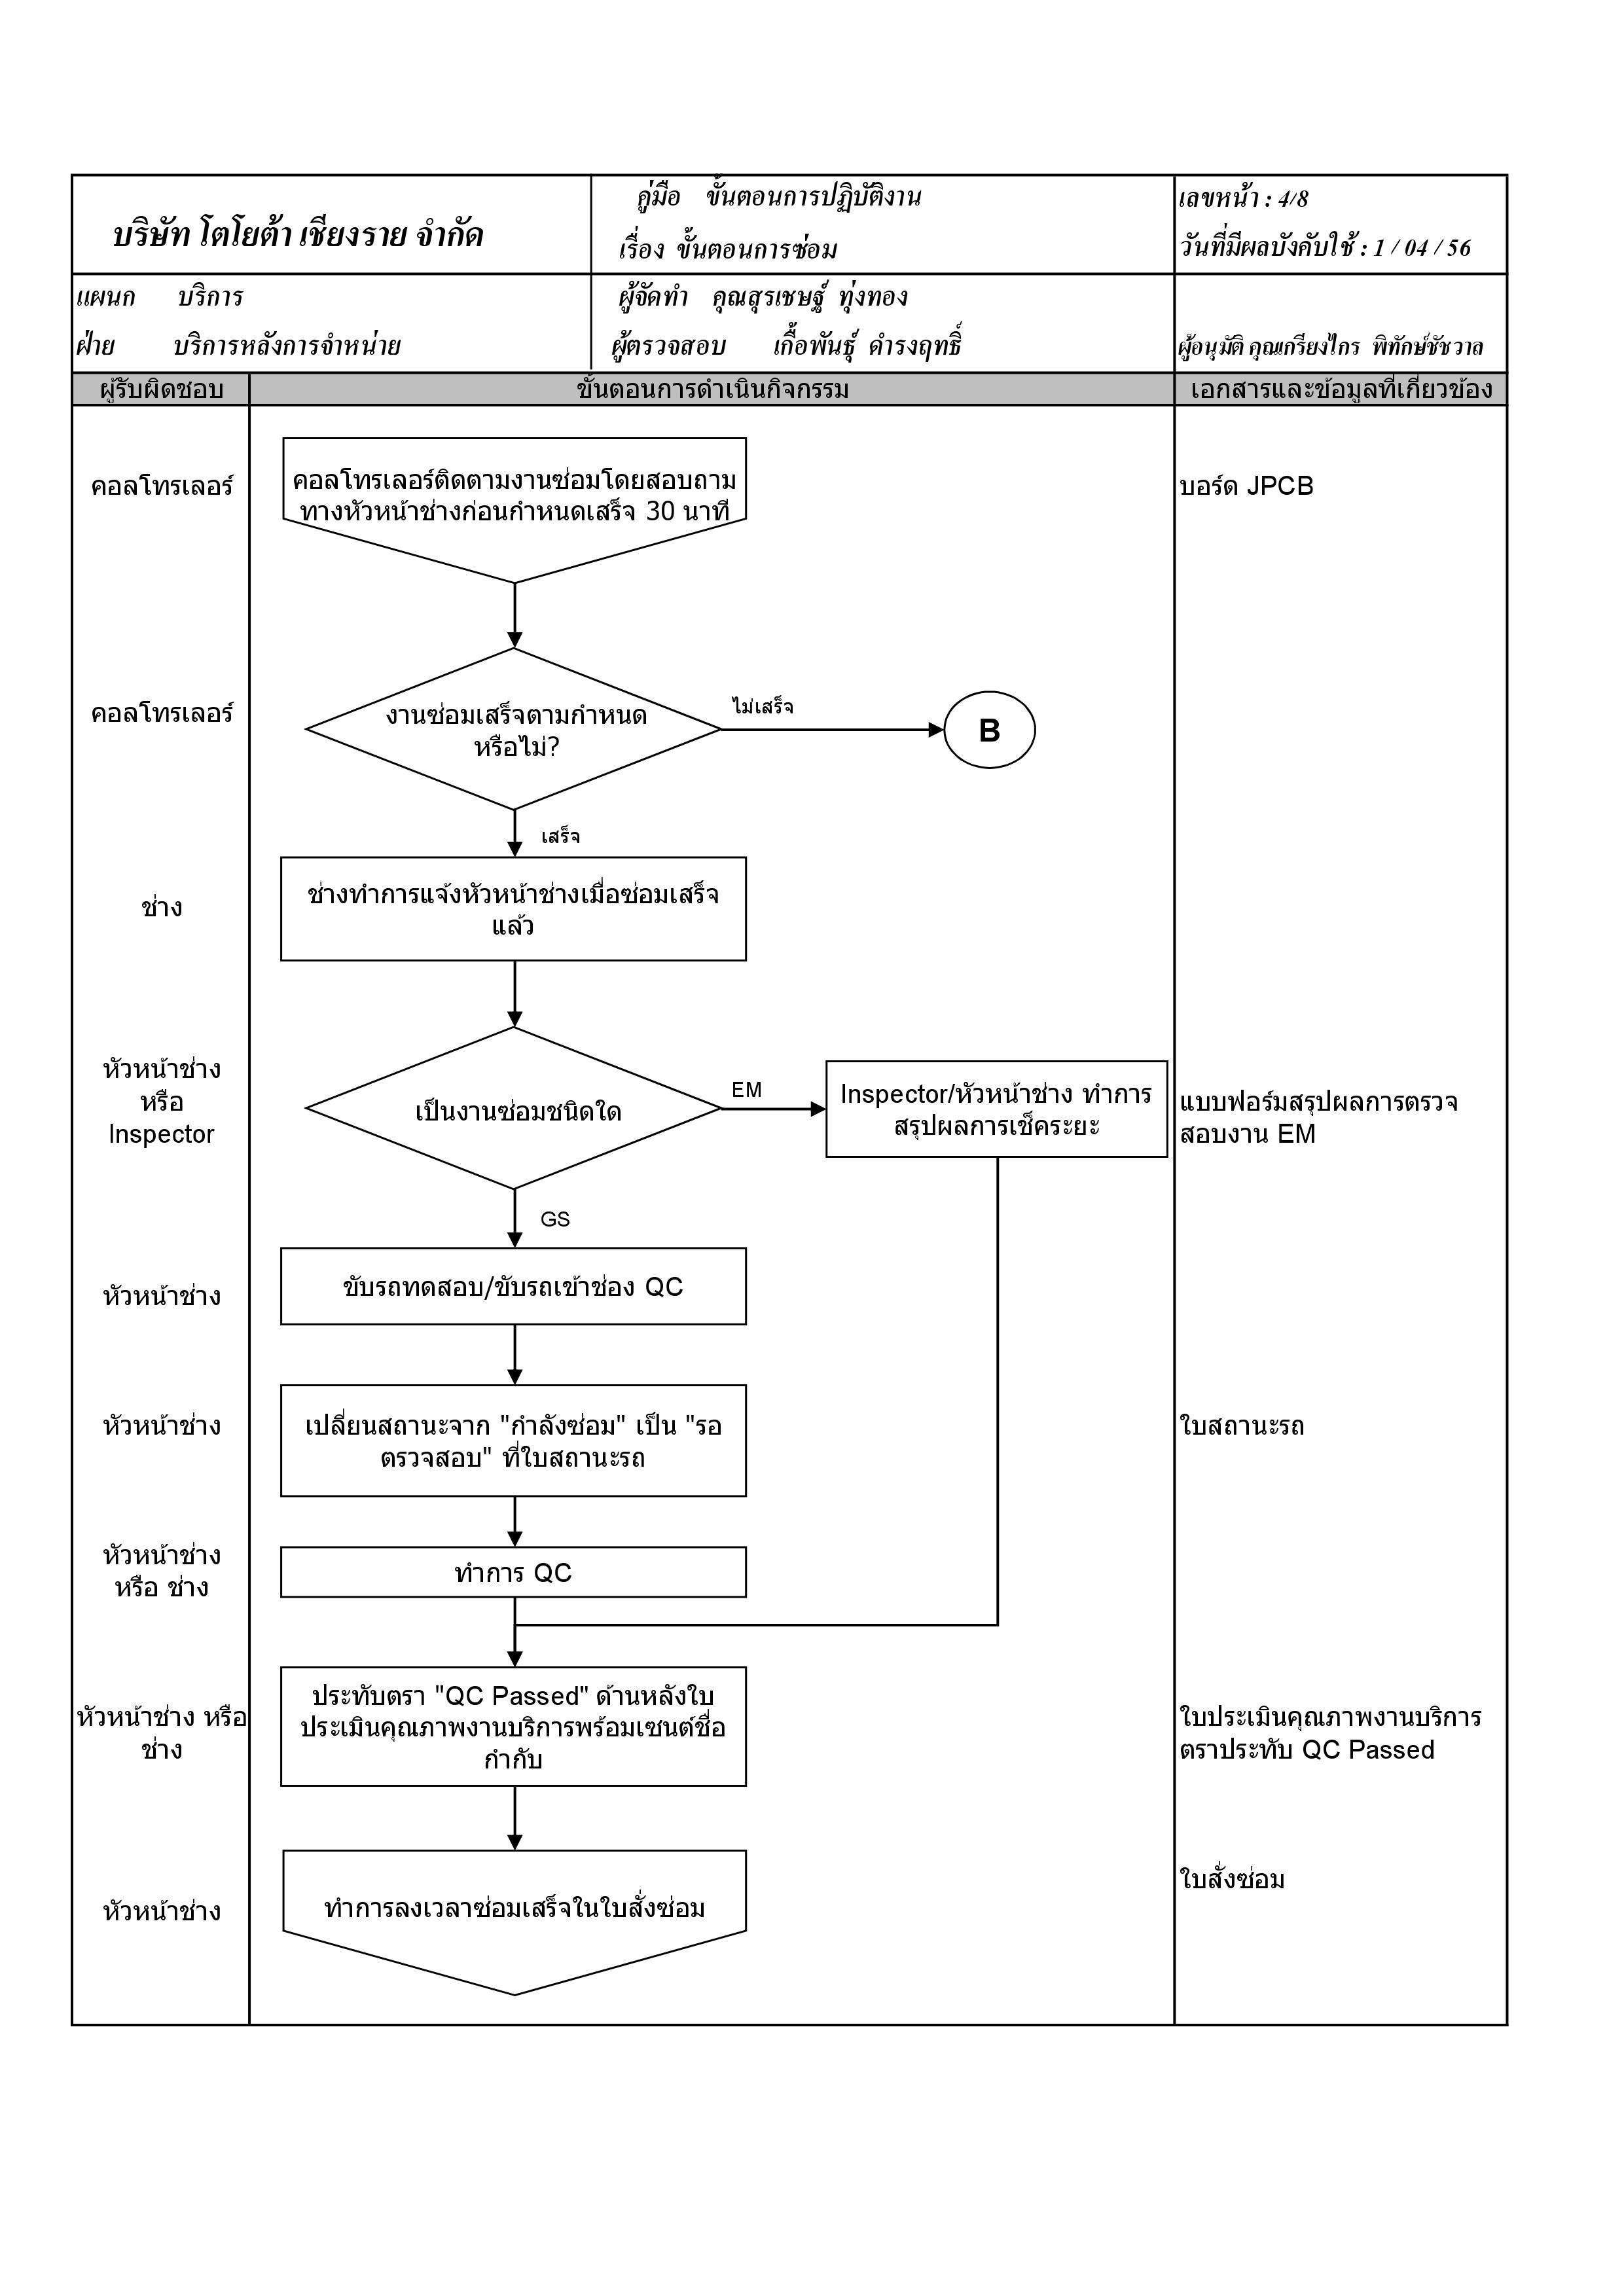 บริษัท โตโยต้า เชียงราย จำกัด
คู่มือ ขั้นตอนการปฏิบัติงาน
เรื่อง ขั้นตอนการซ่อม
เลขหน้า : 4/8
วันที่มีผลบังคับใช้ : 1 / 04 / 56
แผนก บริการ
ฝ่าย บริการหลังการจำหน่าย
ผู้จัดทำ คุณสุรเชษฐ์ ทุ่งทอง
ผู้ตรวจสอบ เกื้อพันธุ์ ดำรงฤทธิ์
ผู้อนุมัติ คุณเกรียงไกร พิทักษ์ชัชวาล
ผู้รับผิดชอบ
ขั้นตอนการดำเนินกิจกรรม
เอกสารและข้อมูลที่เกี่ยวข้อง
คอลโทรเลอร์
คอลโทรเลอร์ติดตามงานซ่อมโดยสอบถาม
ทางหัวหน้าช่างก่อนกำหนดเสร็จ 30 นาที
บอร์ด JPCB
คอลโทรเลอร์
งานซ่อมเสร็จตามกำหนด
หรือไม่?
ไม่เสร็จ
B
เสร็จ
ช่าง
ช่างทำการแจ้งหัวหน้าช่างเมื่อซ่อมเสร็จ
แล้ว
หัวหน้าช่าง
หรือ
Inspector
เป็นงานซ่อมชนิดใด
EM
Inspector/หัวหน้าช่าง ทำการ
สรุปผลการเช็คระยะ
แบบฟอร์มสรุปผลการตรวจ
สอบงาน EM
GS
หัวหน้าช่าง
ขับรถทดสอบ/ขับรถเข้าช่อง QC
หัวหน้าช่าง
เปลี่ยนสถานะจาก "กำลังซ่อม" เป็น "รอ
ตรวจสอบ" ที่ใบสถานะรถ
ใบสถานะรถ
หัวหน้าช่าง
หรือ ช่าง
ทำการ QC
หัวหน้าช่าง หรือ
ช่าง
ประทับตรา "QC Passed" ด้านหลังใบ
ประเมินคุณภาพงานบริการพร้อมเซนต์ชื่อ
กำกับ
ใบประเมินคุณภาพงานบริการ
ตราประทับ QC Passed
หัวหน้าช่าง
ทำการลงเวลาซ่อมเสร็จในใบสั่งซ่อม
ใบสั่งซ่อม